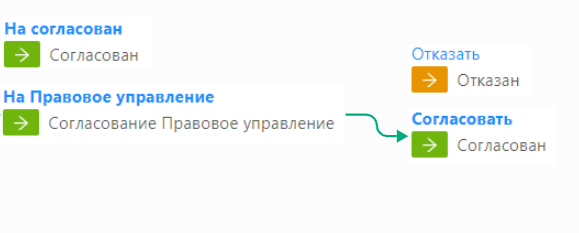 На согласован
Согласован
На Правовое управление
Согласование Правовое управление
Отказать
Отказан
Согласовать
Согласован